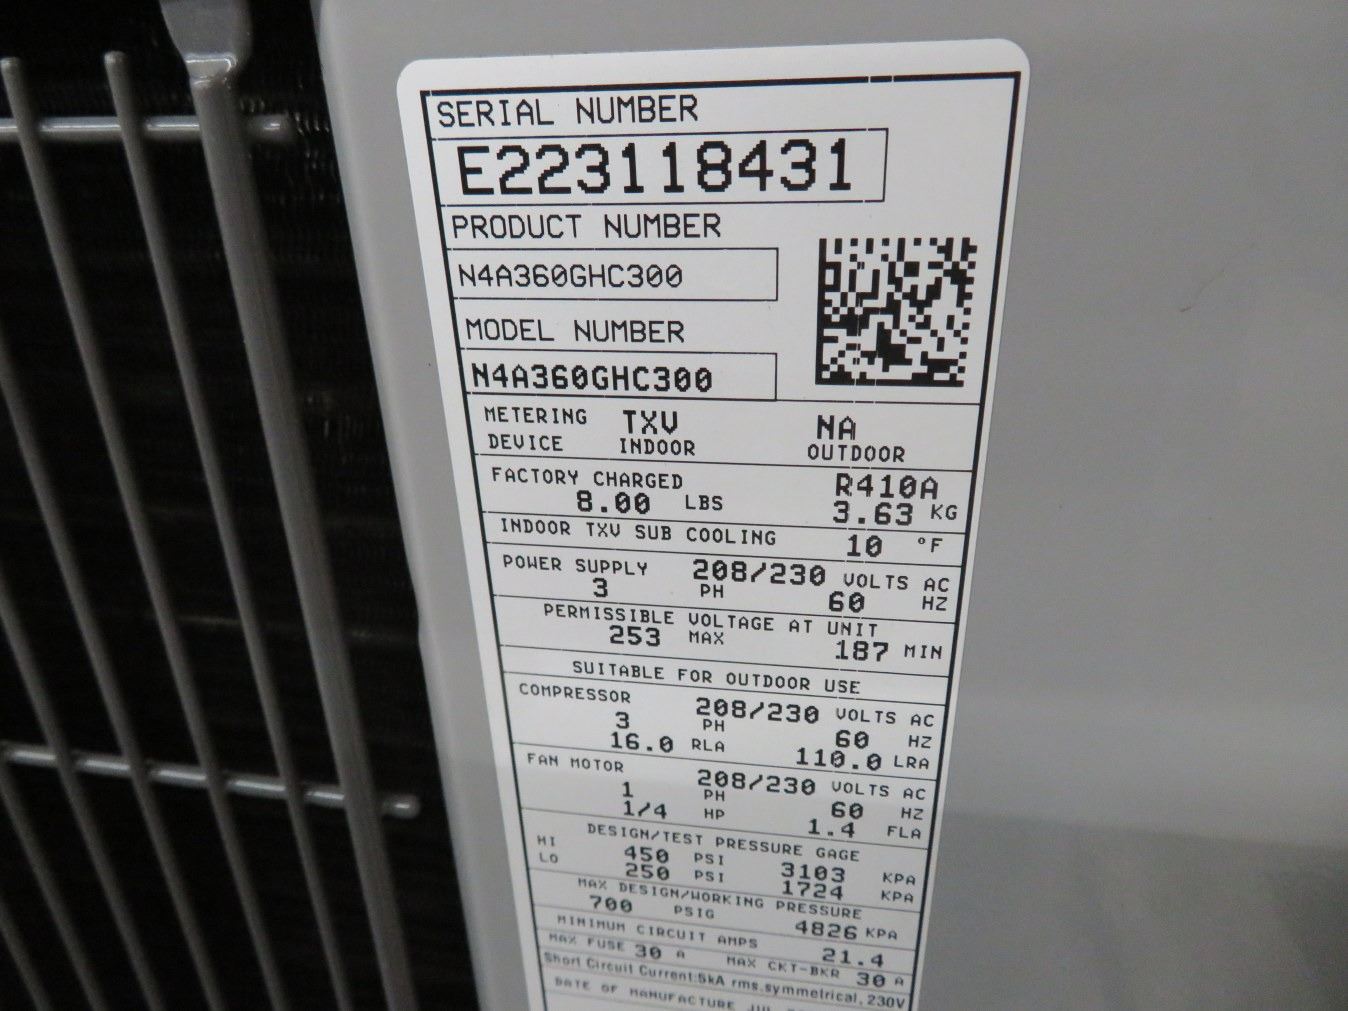 SERIAL NUMBER
E223118431
PRODUCT NUMBER
N4A360GHC300
MODEL NUMBER
N4A360GHC300
METERING TXV NA
DEVICE INDOOR OUTDOOR
FACTORY CHARGED R410A
8.00 LBS 3.63 KG
INDOOR TXV SUB COOLING 10 °F
POWER SUPPLY 208/230 VOLTS AC
3 PH 60 HZ
PERMISSIBLE VOLTAGE AT UNIT
253 MAX 187 MIN
SUITABLE FOR OUTDOOR USE
COMPRESSOR 208/230 VOLTS AC
3 PH 60 HZ
16.0 RLA 110.0 LRA
FAN MOTOR 208/230 VOLTS AC
1 PH 60 HZ
1/4 HP 1.4 FLA
DESIGN/TEST PRESSURE GAGE
HI 450 PSI 3103 KPA
LO 250 PSI 1724 KPA
MAX DESIGN/WORKING PRESSURE
700 PSIG 4826 KPA
MINIMUM CIRCUIT AMPS 21.4
MAX FUSE 30 A MAX CKT-BKR 30 A
Short Circuit Current:5kA rms,symmetrical, 230V
DATE OF MANUFACTURE JUL